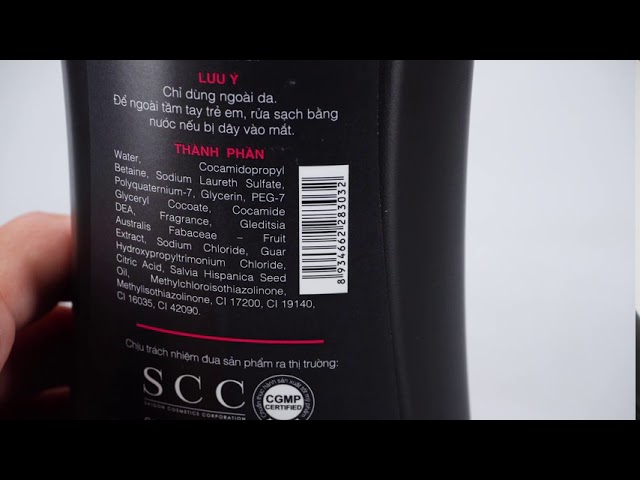 LƯU Ý
Chỉ dùng ngoài da.
Để ngoài tầm tay trẻ em, rửa sạch bằng
nước nếu bị dây vào mắt.
THÀNH PHẦN
Water, Cocamidopropyl
Betaine, Sodium Laureth Sulfate,
Polyquaternium-7, Glycerin, PEG-7
Glyceryl Cocoate, Cocamide
DEA, Fragrance, Gleditsia
Australis Fabaceae – Fruit
Extract, Sodium Chloride, Guar
Hydroxypropyltrimonium Chloride,
Citric Acid, Salvia Hispanica Seed
Oil, Methylchloroisothiazolinone,
Methylisothiazolinone, CI 17200, CI 19140,
CI 16035, CI 42090.
8934662283032
Chịu trách nhiệm đưa sản phẩm ra thị trường:
SCC
SAIGON COSMETICS CORPORATION
CGMP
CERTIFIED